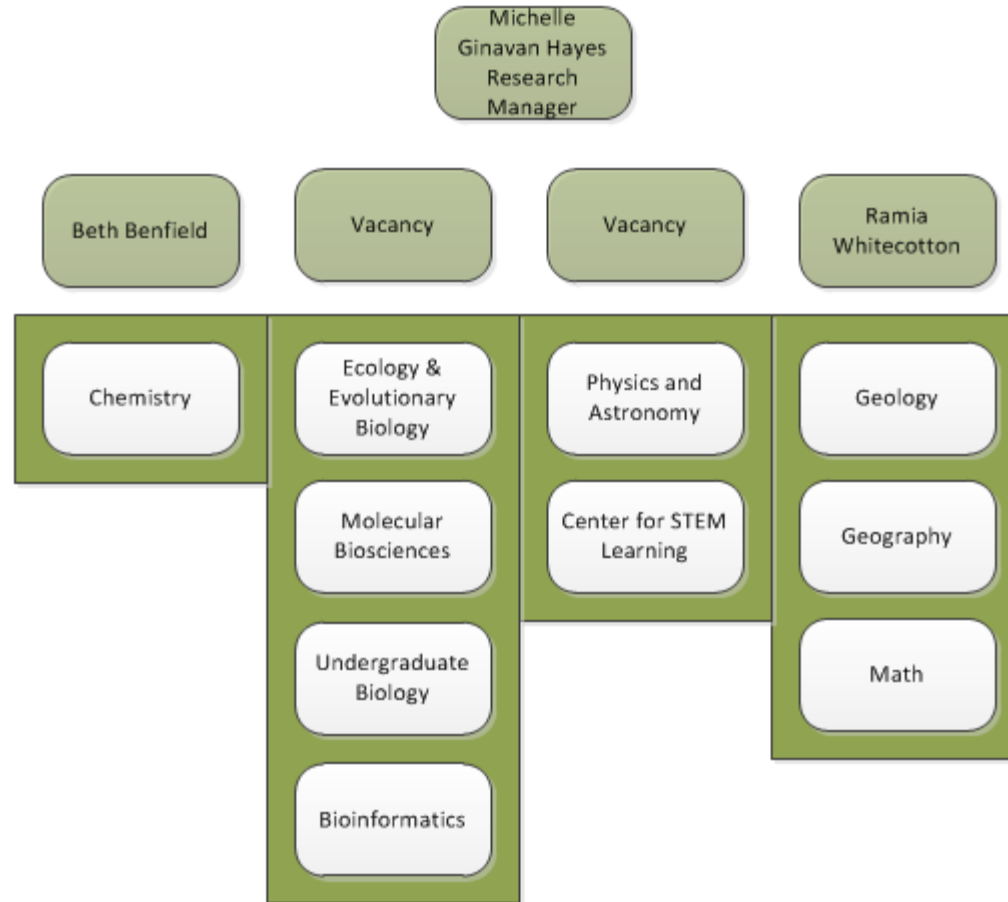 Michelle
Ginavan Hayes
Research
Manager
Beth Benfield
Vacancy
Vacancy
Ramia
Whitecotton
Chemistry
Ecology &
Evolutionary
Biology
Physics and
Astronomy
Geology
Molecular
Biosciences
Center for STEM
Learning
Geography
Undergraduate
Biology
Math
Bioinformatics